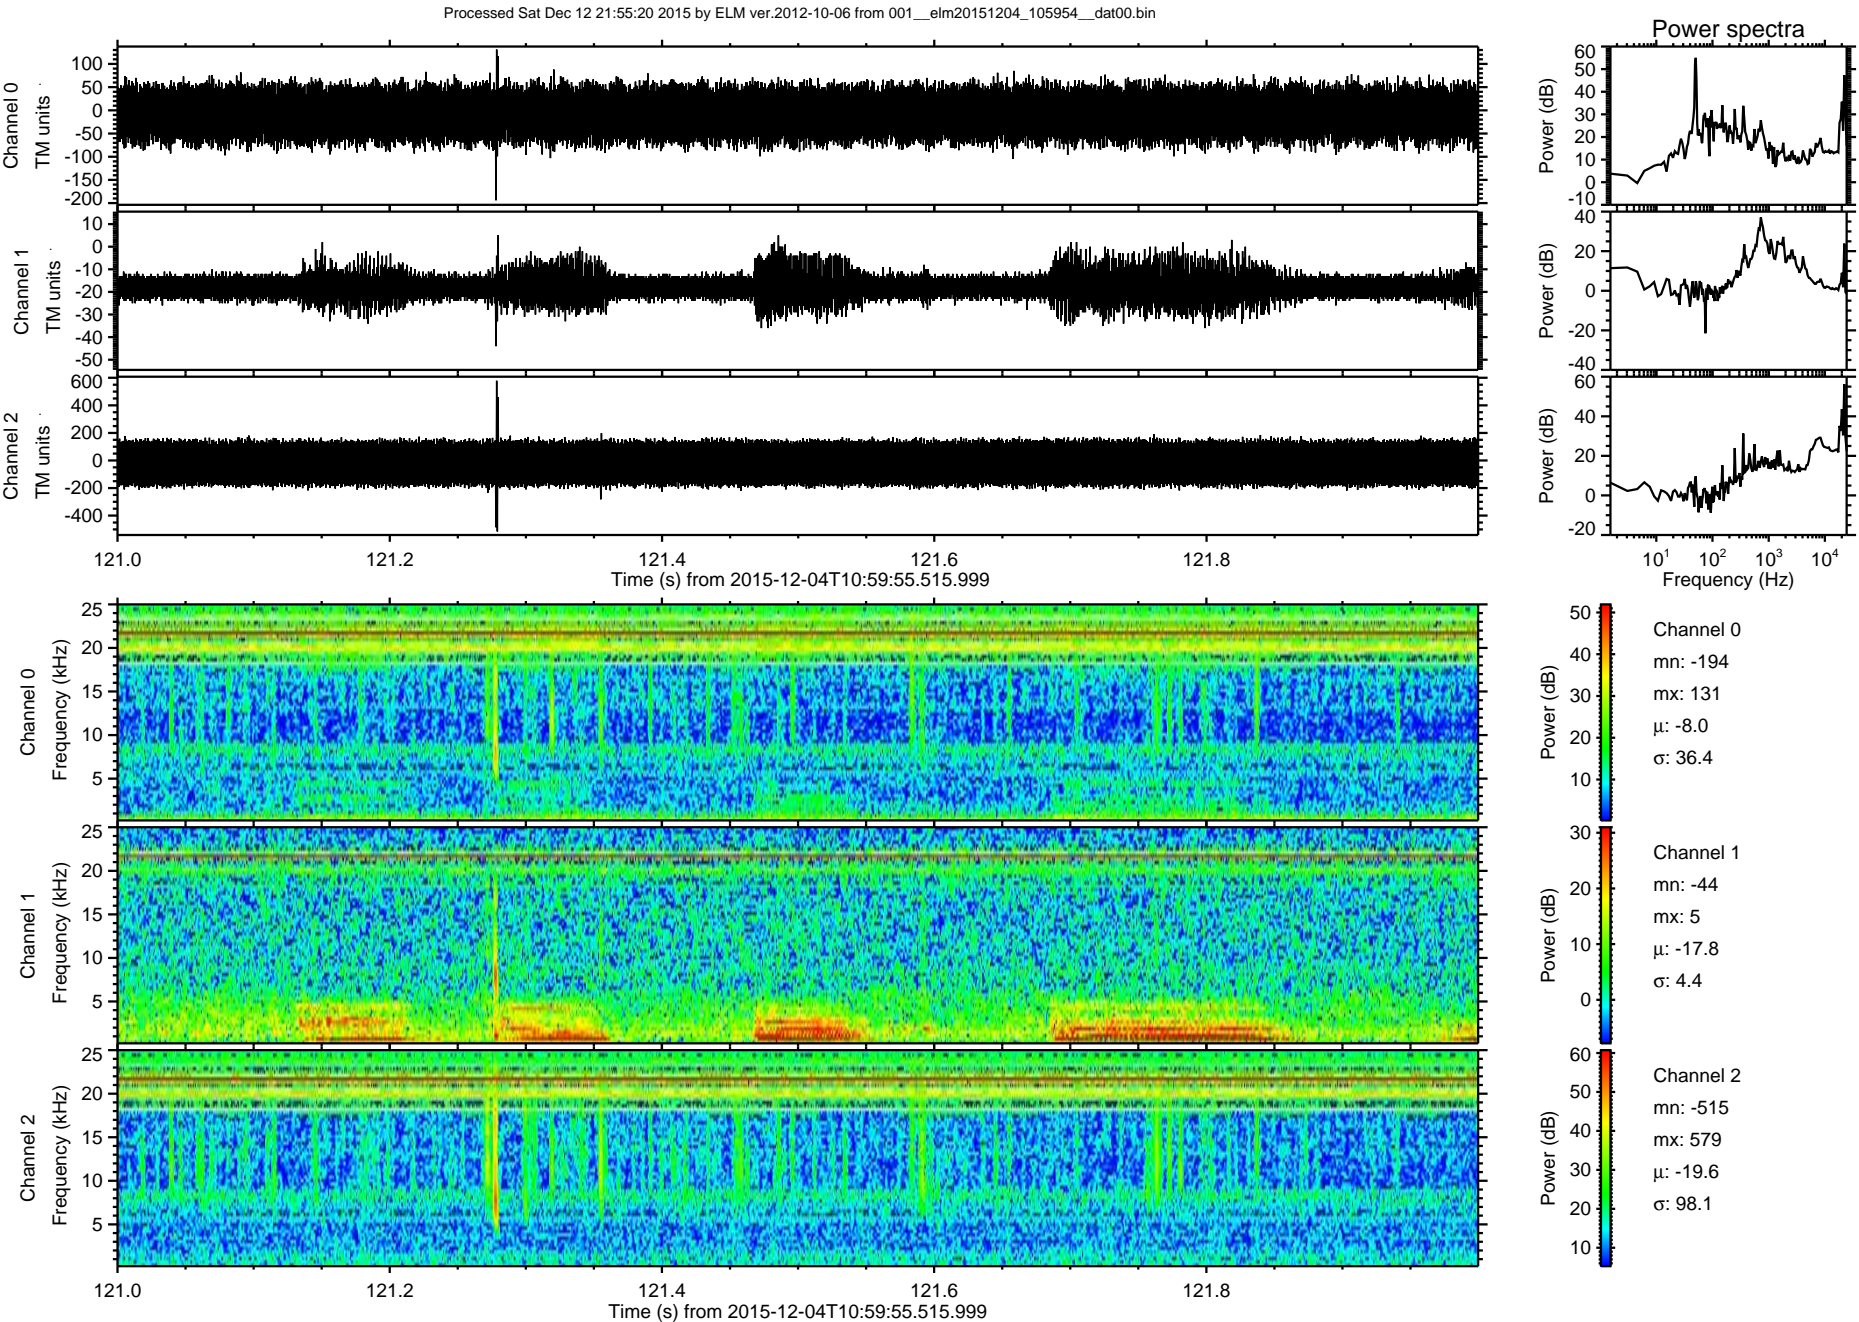 Processed Sat Dec 12 21:55:20 2015 by ELM ver.2012-10-06 from 001__elm20151204_105954__dat00.bin
Power spectra
Channel 0
TM units
100
50
0
-50
-100
-150
-200
Power (dB)
60
50
40
30
20
10
0
-10
Channel 1
TM units
10
0
-10
-20
-30
-40
-50
Power (dB)
40
20
0
-20
-40
Channel 2
TM units
600
400
200
0
-200
-400
Power (dB)
60
40
20
0
-20
121.0 121.2 121.4 121.6 121.8
Time (s) from 2015-12-04T10:59:55.515.999
10¹ 10² 10³ 10⁴
Frequency (Hz)
Channel 0
Frequency (kHz)
25
20
15
10
5
Power (dB)
50
40
30
20
10
Channel 0
mn: -194
mx: 131
μ: -8.0
σ: 36.4
Channel 1
Frequency (kHz)
25
20
15
10
5
Power (dB)
30
20
10
0
Channel 1
mn: -44
mx: 5
μ: -17.8
σ: 4.4
Channel 2
Frequency (kHz)
25
20
15
10
5
Power (dB)
60
50
40
30
20
10
Channel 2
mn: -515
mx: 579
μ: -19.6
σ: 98.1
121.0 121.2 121.4 121.6 121.8
Time (s) from 2015-12-04T10:59:55.515.999